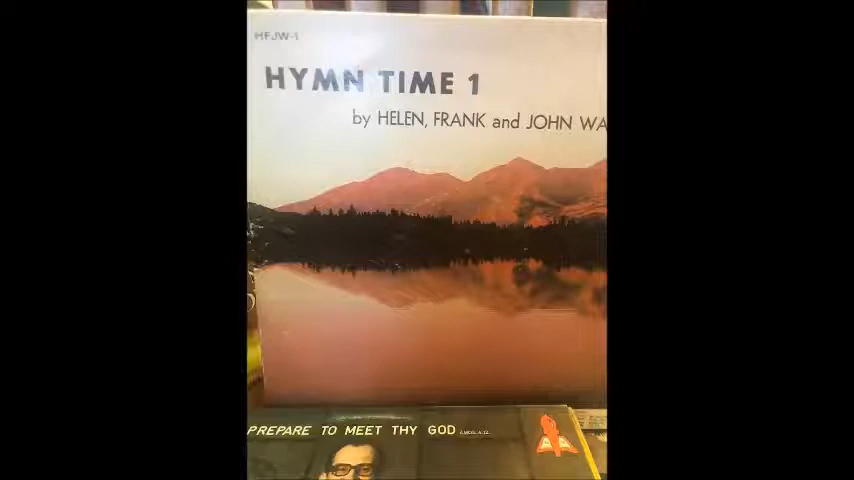 HFJW-1
HYMN TIME 1
by HELEN, FRANK and JOHN WA
PREPARE TO MEET THY GOD